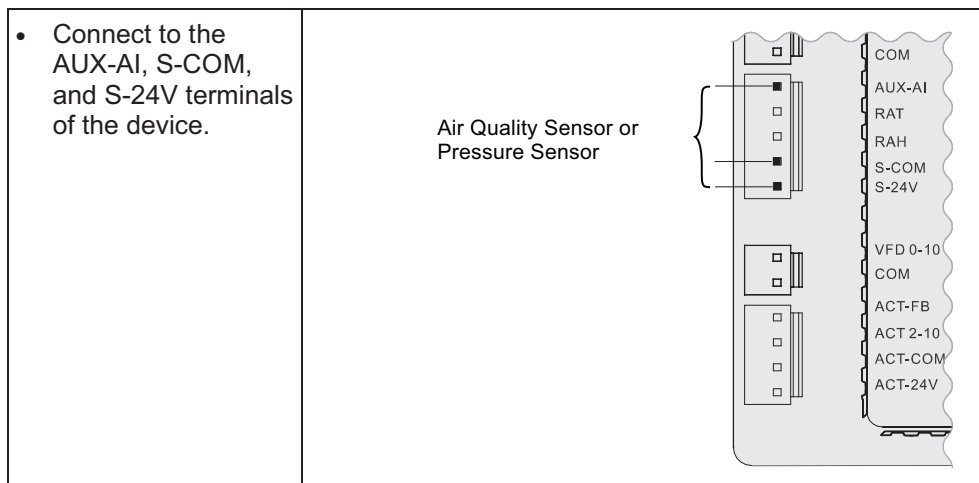 • Connect to the
AUX-AI, S-COM,
and S-24V terminals
of the device.
Air Quality Sensor or
Pressure Sensor
COM
AUX-AI
RAT
RAH
S-COM
S-24V
VFD 0-10
COM
ACT-FB
ACT 2-10
ACT-COM
ACT-24V